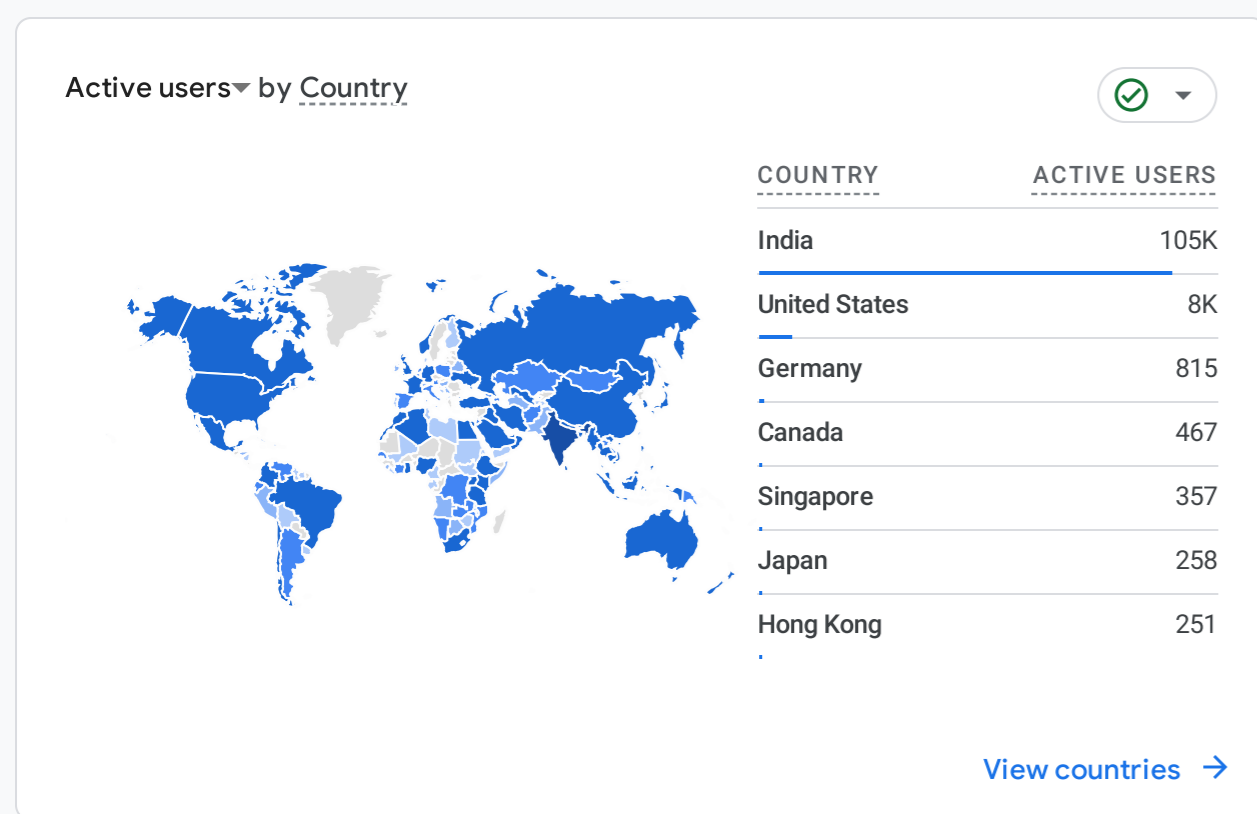 Active users by Country
COUNTRY ACTIVE USERS
India 105K
United States 8K
Germany 815
Canada 467
Singapore 357
Japan 258
Hong Kong 251
View countries